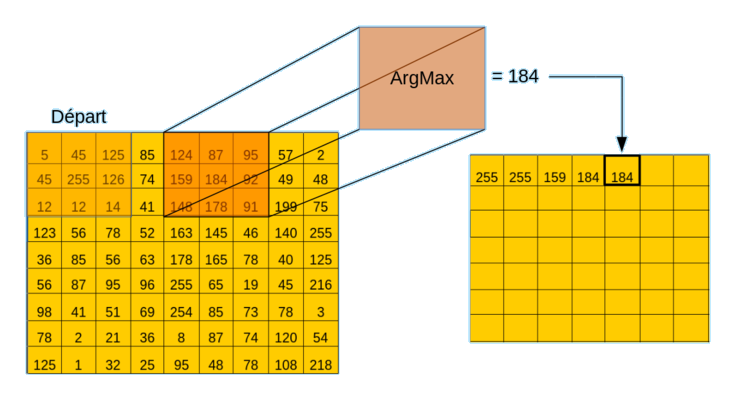 ArgMax
= 184
Départ
5 45 125 85 124 87 95 57 2
45 255 126 74 159 184 92 49 48
12 12 14 41 148 178 91 199 75
123 56 78 52 163 145 46 140 255
36 85 56 63 178 165 78 40 125
56 87 95 96 255 65 19 45 216
98 41 51 69 254 85 73 78 3
78 2 21 36 8 87 74 120 54
125 1 32 25 95 48 78 108 218
255 255 159 184 184